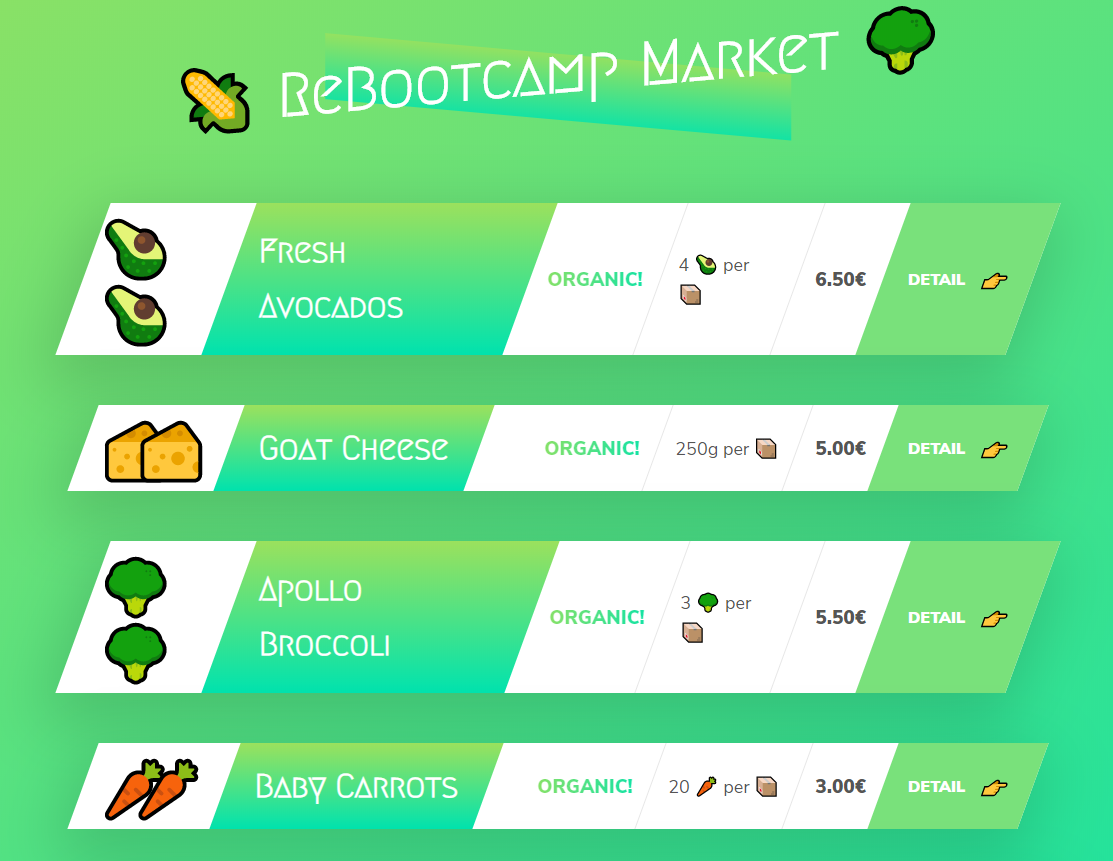 ReBootcamp Market
Fresh
Avocados
ORGANIC!
4 🥑 per
📦
6.50€
DETAIL 👉
Goat Cheese
ORGANIC!
250g per 📦
5.00€
DETAIL 👉
Apollo
Broccoli
ORGANIC!
3 🥦 per
📦
5.50€
DETAIL 👉
Baby Carrots
ORGANIC!
20 🥕 per 📦
3.00€
DETAIL 👉